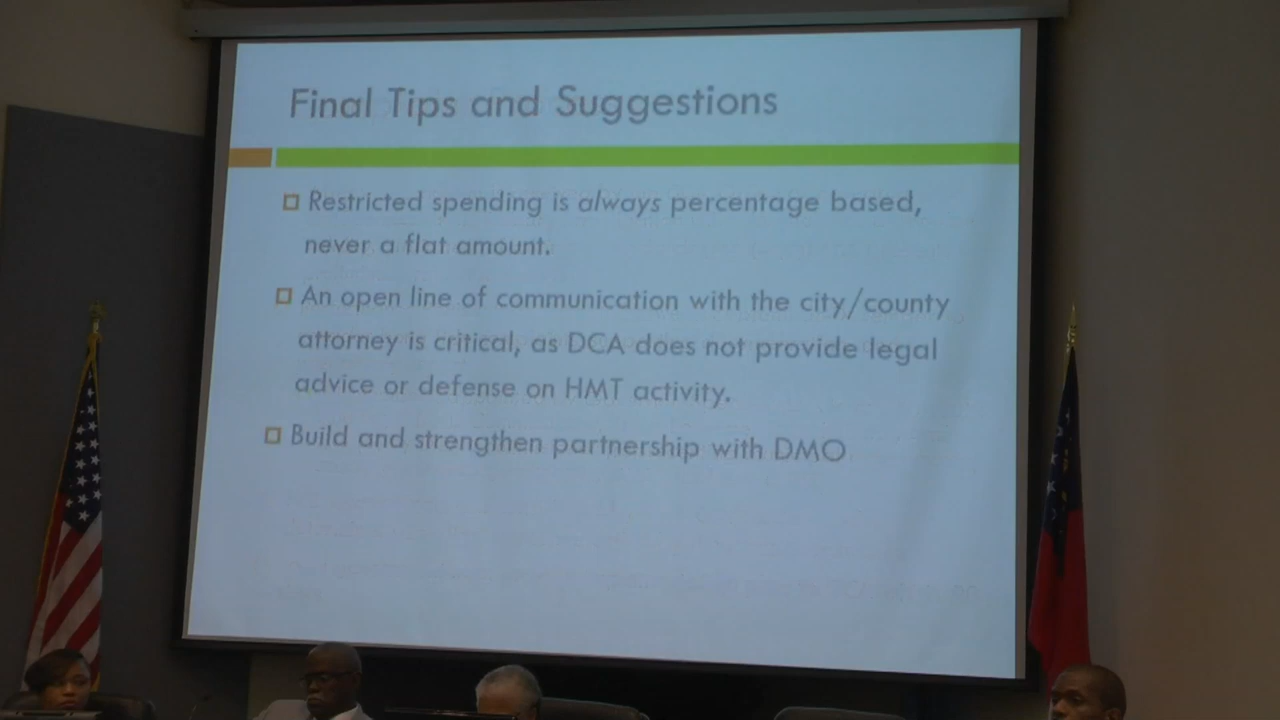 Final Tips and Suggestions
Restricted spending is always percentage based,
never a flat amount.
An open line of communication with the city/county
attorney is critical, as DCA does not provide legal
advice or defense on HMT activity.
Build and strengthen partnership with DMO